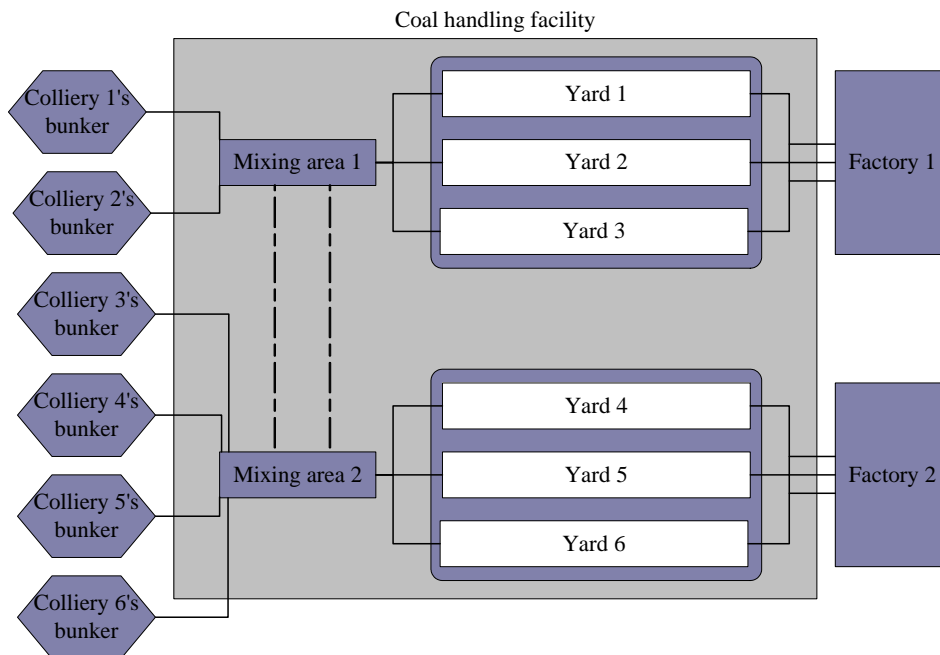 Coal handling facility
Colliery 1's
bunker
Colliery 2's
bunker
Colliery 3's
bunker
Colliery 4's
bunker
Colliery 5's
bunker
Colliery 6's
bunker
Mixing area 1
Mixing area 2
Yard 1
Yard 2
Yard 3
Yard 4
Yard 5
Yard 6
Factory 1
Factory 2